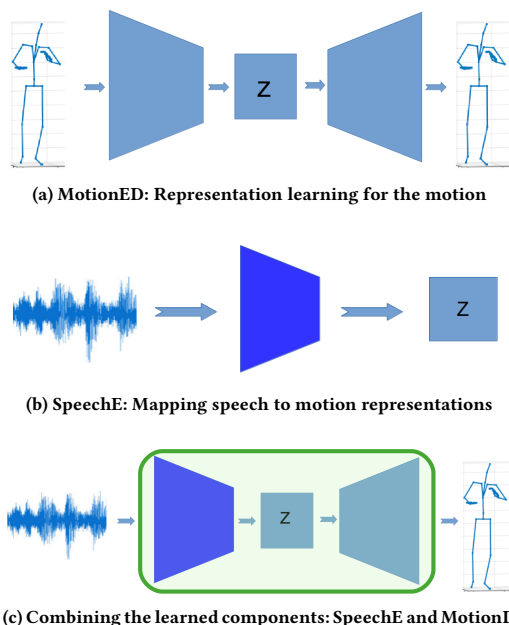 Z
(a) MotionED: Representation learning for the motion
Z
(b) SpeechE: Mapping speech to motion representations
Z
(c) Combining the learned components: SpeechE and